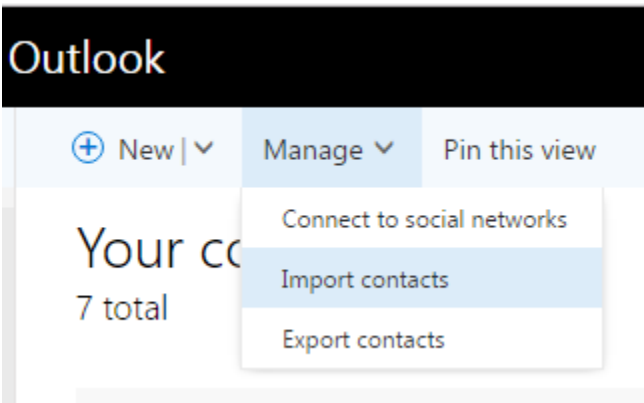 Outlook
New | Manage Pin this view
Connect to social networks
Your co
Import contacts
7 total
Export contacts